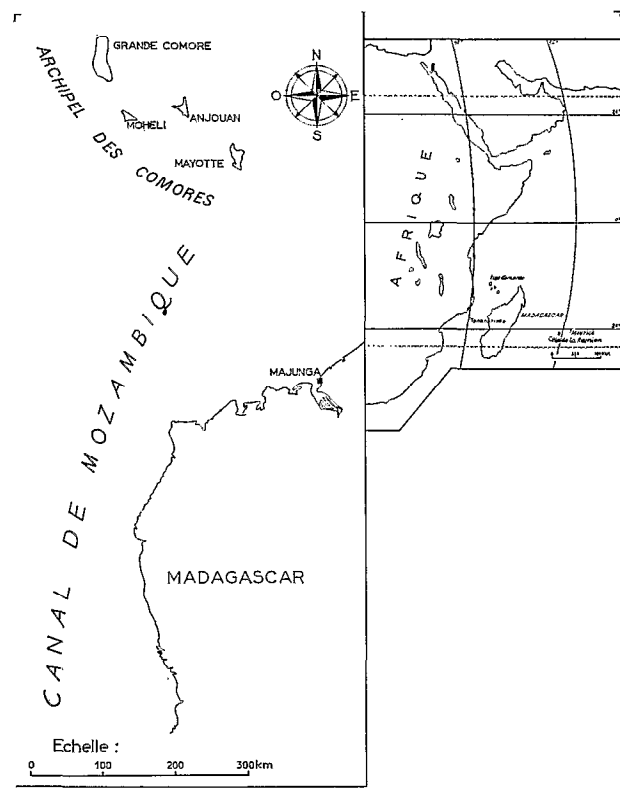 GRANDE COMORE
MOHELI
ANJOUAN
MAYOTTE
ARCHIPEL DES COMORES
N
O
E
S
CANAL DE MOZAMBIQUE
MAJUNGA
MADAGASCAR
Echelle :
0 100 200 300km
AFRIQUE
MADAGASCAR